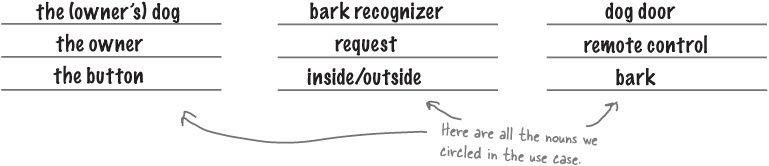 the (owner's) dog
bark recognizer
dog door
the owner
request
remote control
the button
inside/outside
bark
Here are all the nouns we
circled in the use case.